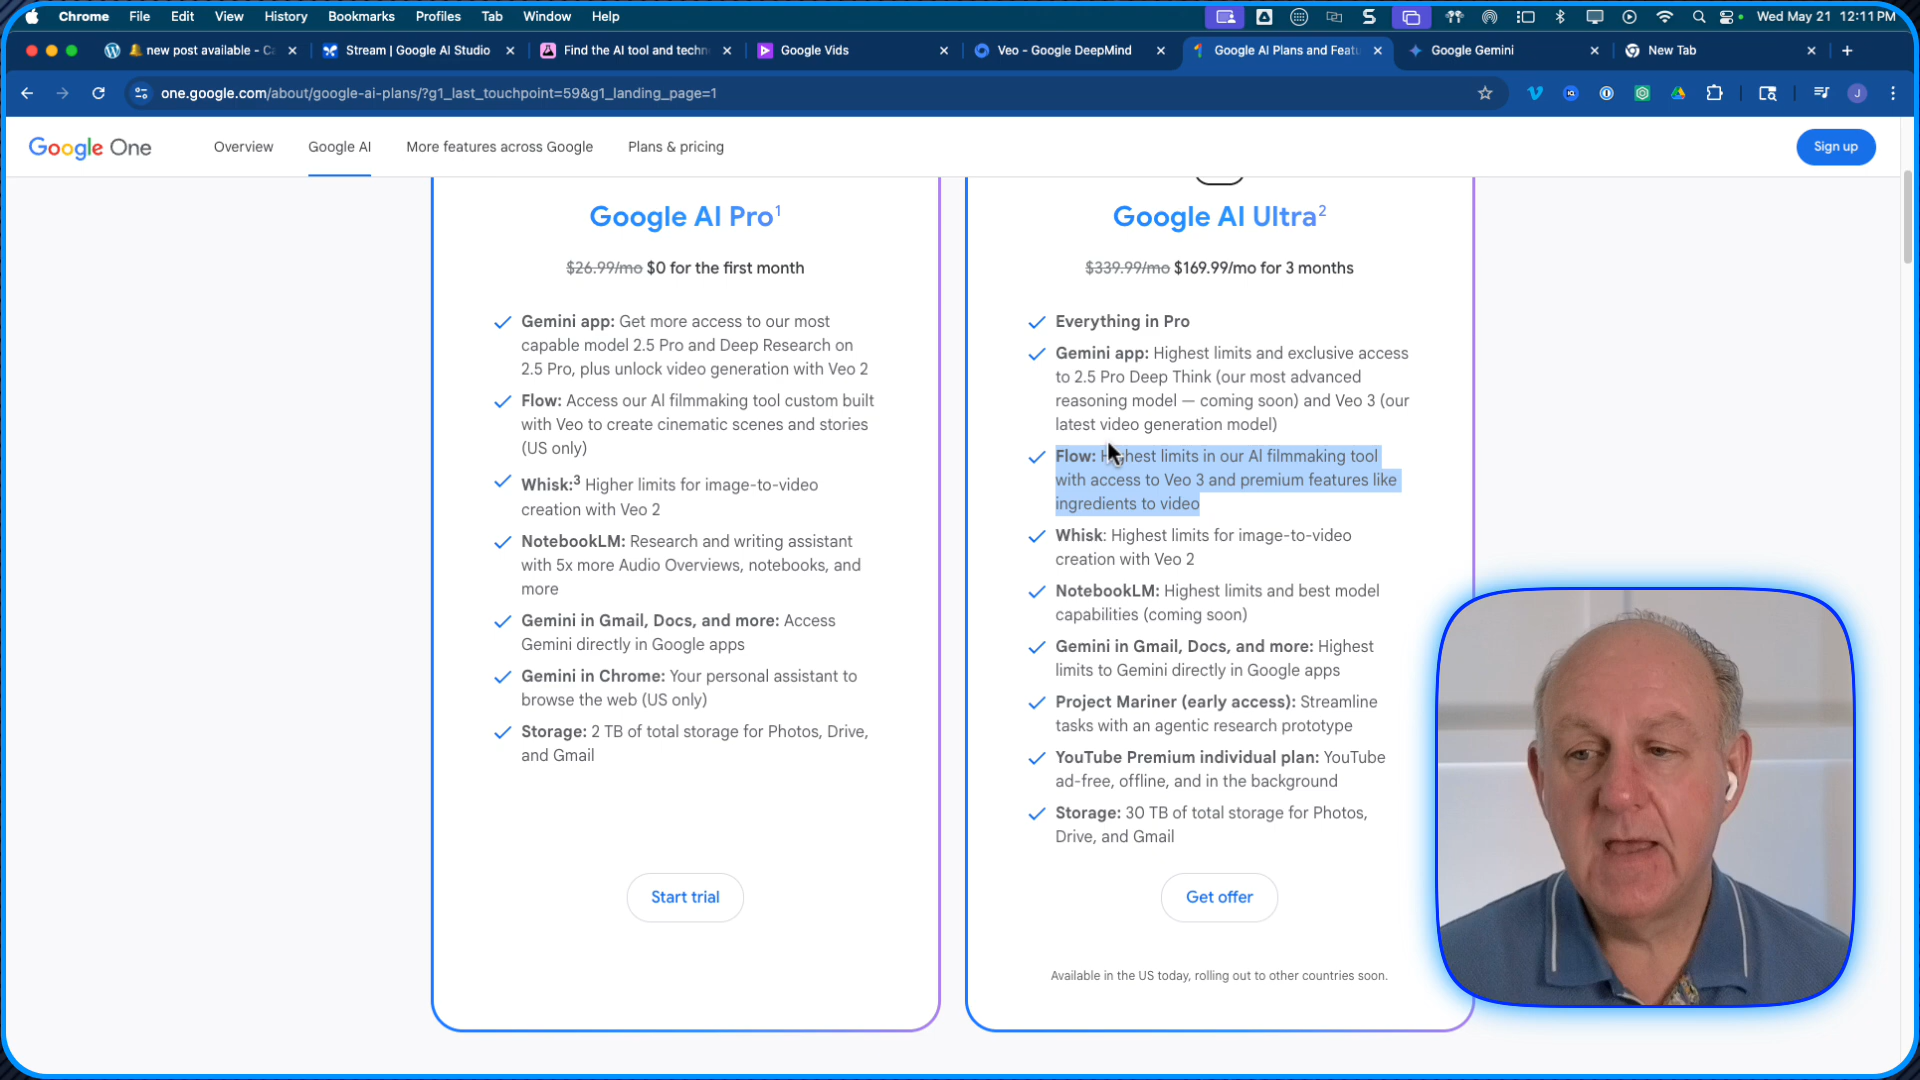 Chrome File Edit View History Bookmarks Profiles Tab Window Help
Wed May 21 12:11 PM
new post available - Ca
Stream | Google AI Studio
Find the AI tool and techn
Google Vids
Veo - Google DeepMind
Google AI Plans and Featu
Google Gemini
New Tab
one.google.com/about/google-ai-plans/?g1_last_touchpoint=59&g1_landing_page=1
J
Google One
Overview
Google AI
More features across Google
Plans & pricing
Sign up
Google AI Pro1
$26.99/mo $0 for the first month
Gemini app: Get more access to our most
capable model 2.5 Pro and Deep Research on
2.5 Pro, plus unlock video generation with Veo 2
Flow: Access our AI filmmaking tool custom built
with Veo to create cinematic scenes and stories
(US only)
Whisk:3 Higher limits for image-to-video
creation with Veo 2
NotebookLM: Research and writing assistant
with 5x more Audio Overviews, notebooks, and
more
Gemini in Gmail, Docs, and more: Access
Gemini directly in Google apps
Gemini in Chrome: Your personal assistant to
browse the web (US only)
Storage: 2 TB of total storage for Photos, Drive,
and Gmail
Start trial
Google AI Ultra2
$339.99/mo $169.99/mo for 3 months
Everything in Pro
Gemini app: Highest limits and exclusive access
to 2.5 Pro Deep Think (our most advanced
reasoning model — coming soon) and Veo 3 (our
latest video generation model)
Flow: Highest limits in our AI filmmaking tool
with access to Veo 3 and premium features like
ingredients to video
Whisk: Highest limits for image-to-video
creation with Veo 2
NotebookLM: Highest limits and best model
capabilities (coming soon)
Gemini in Gmail, Docs, and more: Highest
limits to Gemini directly in Google apps
Project Mariner (early access): Streamline
tasks with an agentic research prototype
YouTube Premium individual plan: YouTube
ad-free, offline, and in the background
Storage: 30 TB of total storage for Photos,
Drive, and Gmail
Get offer
Available in the US today, rolling out to other countries soon.